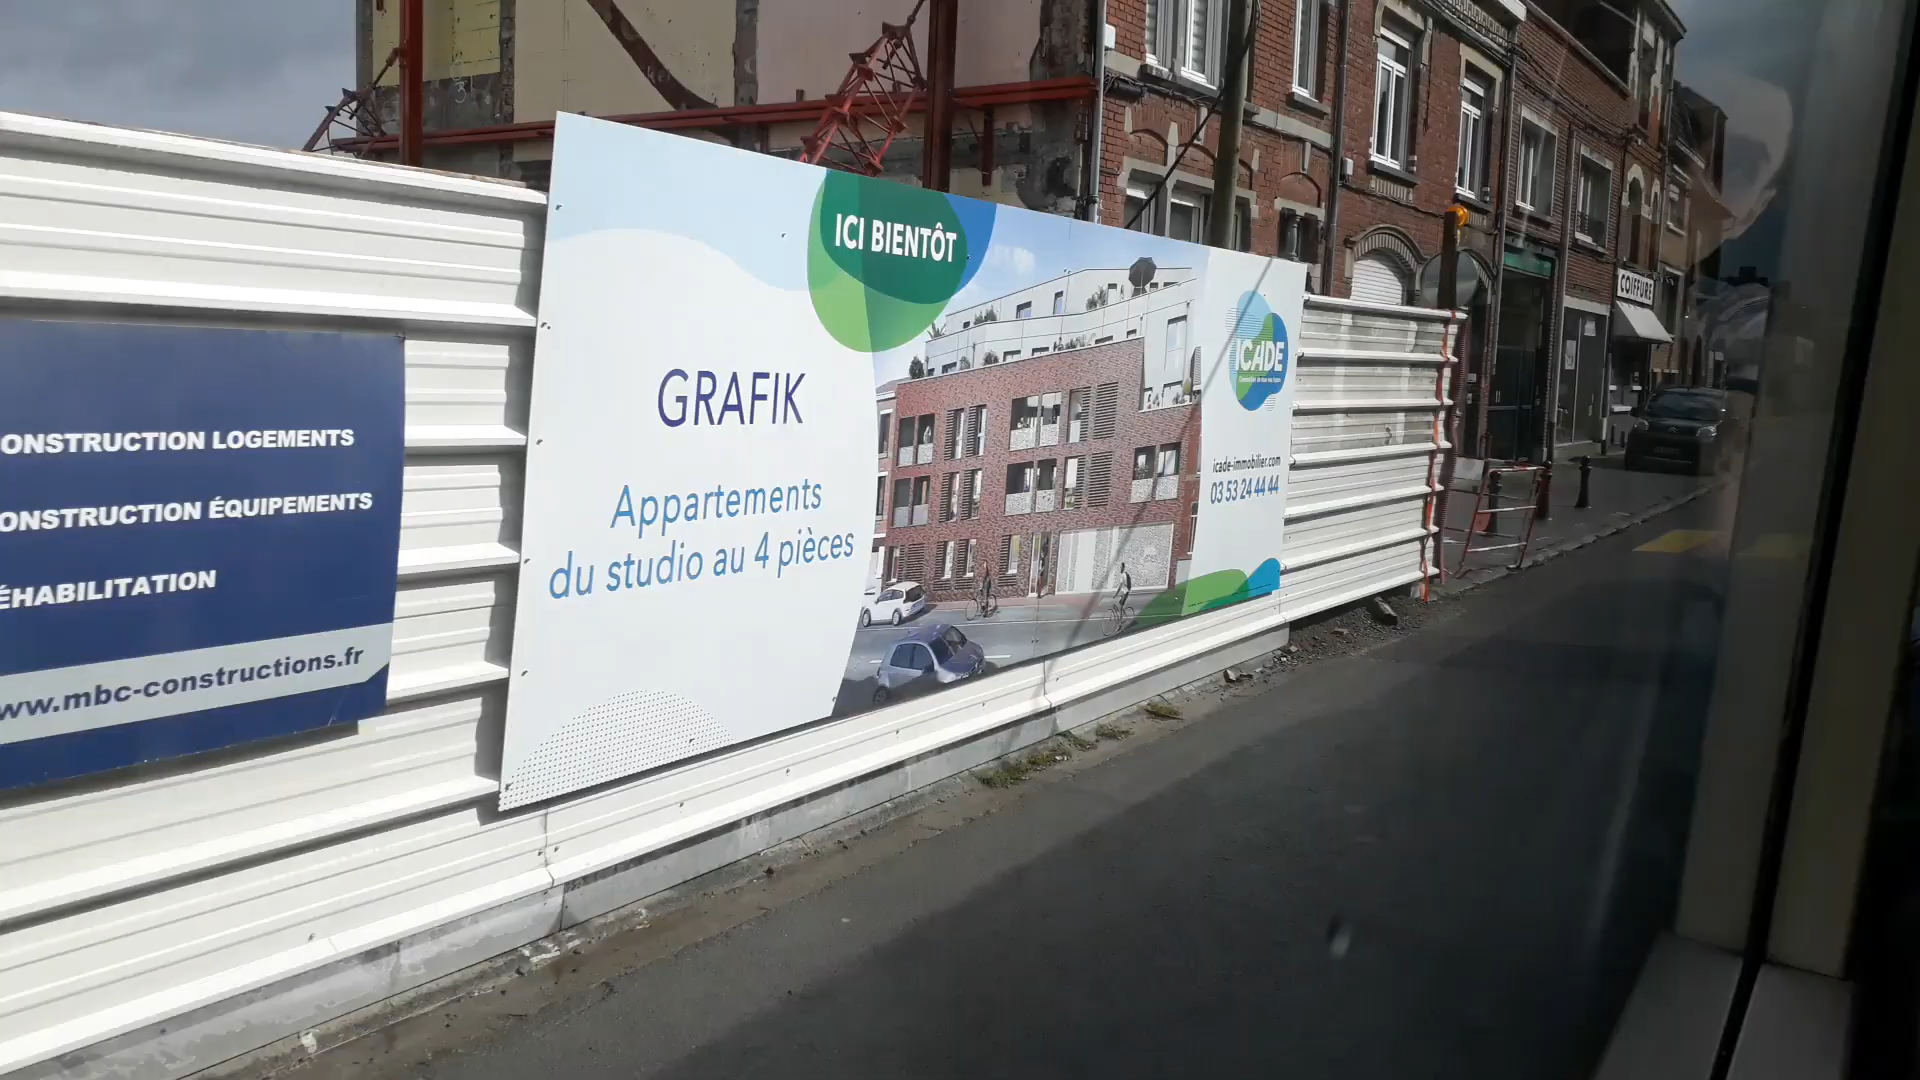 ONSTRUCTION LOGEMENTS
ONSTRUCTION ÉQUIPEMENTS
ÉHABILITATION
ww.mbc-constructions.fr
ICI BIENTÔT
GRAFIK
Appartements
du studio au 4 pièces
ICADE
icade-immobilier.com
03 53 24 44 44
COIFFURE